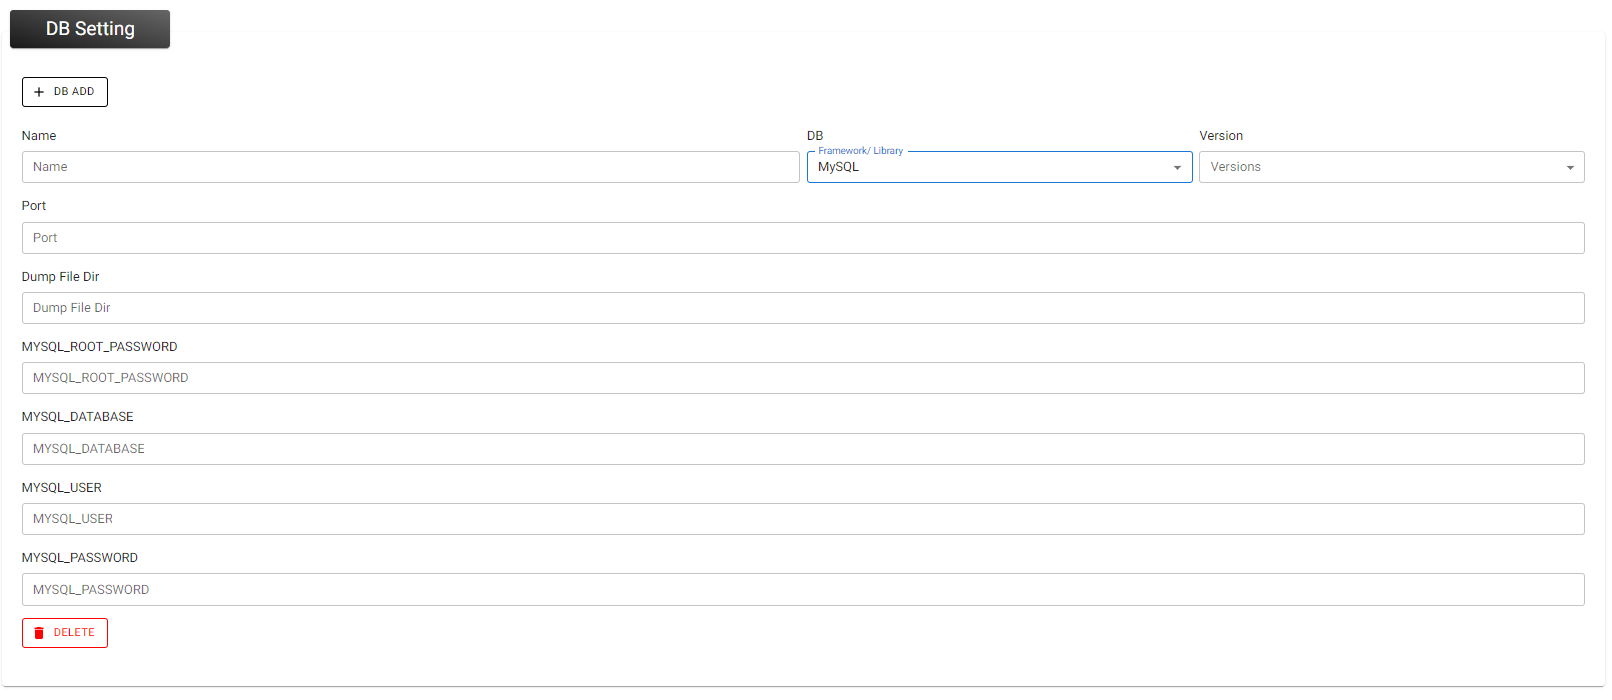 DB Setting
DB ADD
Name DB Version
Framework/ Library
Name MySQL Versions
Port
Port
Dump File Dir
Dump File Dir
MYSQL_ROOT_PASSWORD
MYSQL_ROOT_PASSWORD
MYSQL_DATABASE
MYSQL_DATABASE
MYSQL_USER
MYSQL_USER
MYSQL_PASSWORD
MYSQL_PASSWORD
DELETE